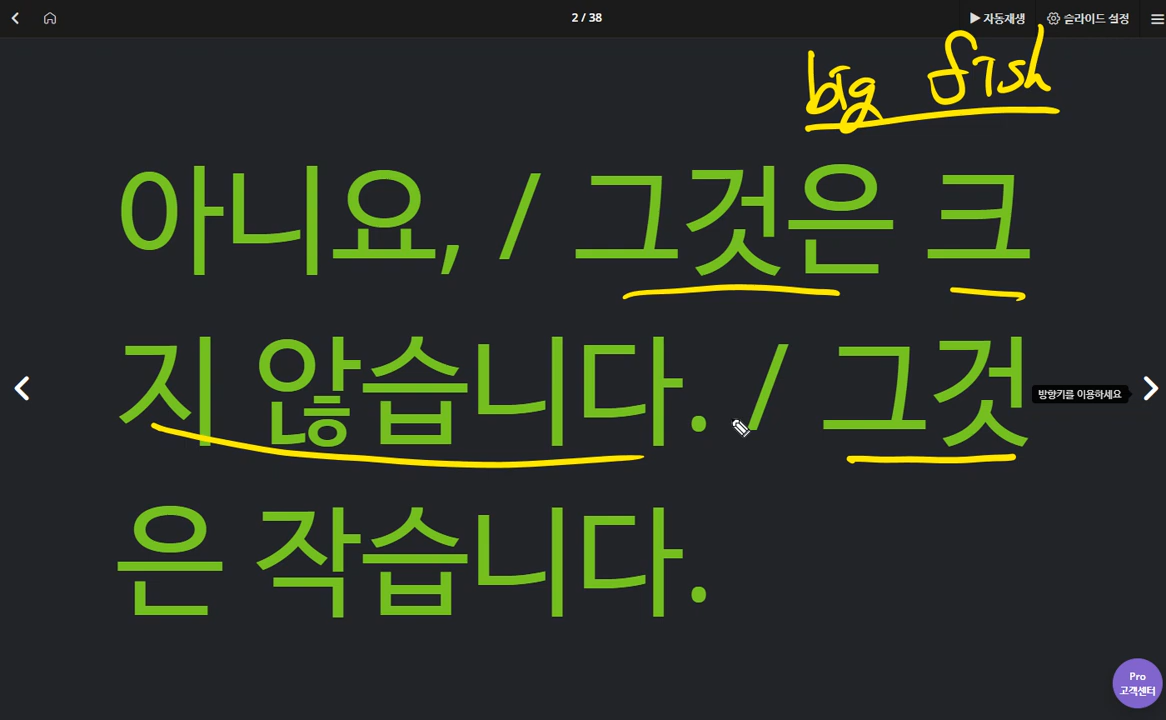 2 / 38
자동재생
슬라이드 설정
big fish
아니요, / 그것은 크
지 않습니다. / 그것
방향키를 이용하세요
은 작습니다.
Pro
고객센터